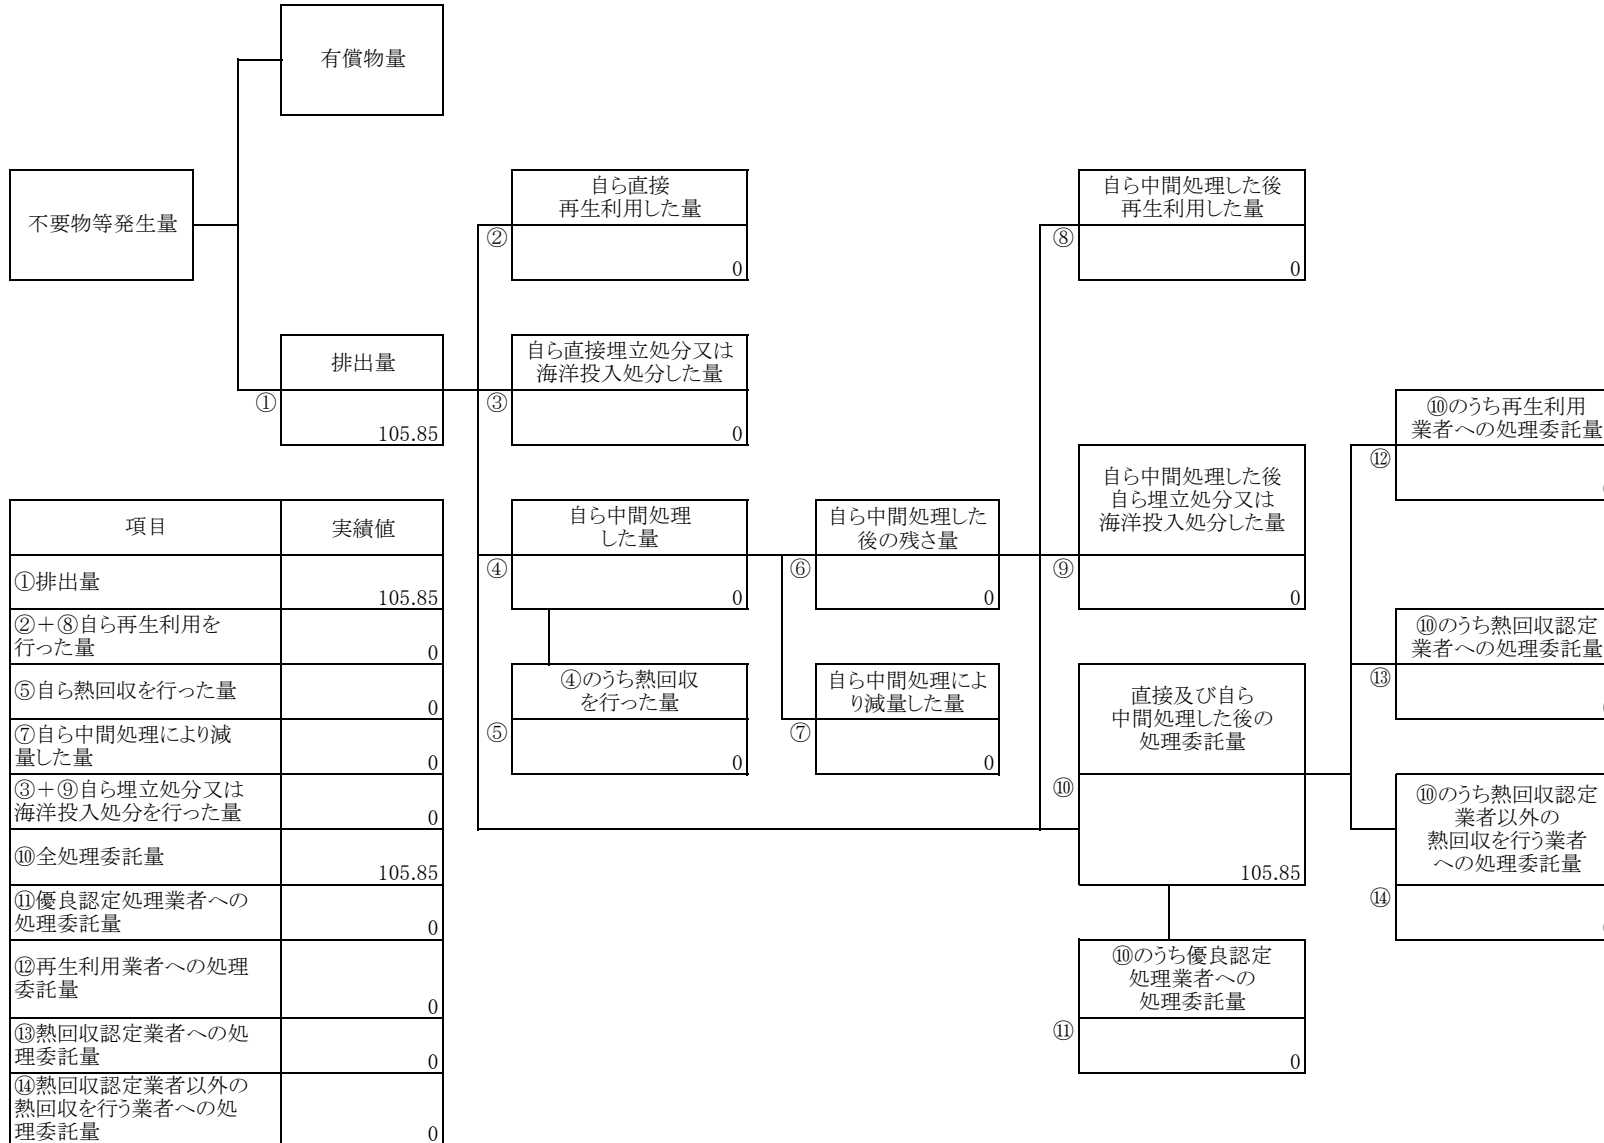 有償物量
不要物等発生量
自ら直接
再生利用した量
②
0
自ら中間処理した後
再生利用した量
⑧
0
排出量
①
105.85
自ら直接埋立処分又は
海洋投入処分した量
③
0
自ら中間処理
した量
④
0
自ら中間処理した
後の残さ量
⑥
0
自ら中間処理した後
自ら埋立処分又は
海洋投入処分した量
⑨
0
④のうち熱回収
を行った量
⑤
0
自ら中間処理によ
り減量した量
⑦
0
直接及び自ら
中間処理した後の
処理委託量
⑩
105.85
⑩のうち優良認定
処理業者への
処理委託量
⑪
0
⑩のうち再生利用
業者への処理委託量
⑫
⑩のうち熱回収認定
業者への処理委託量
⑬
⑩のうち熱回収認定
業者以外の
熱回収を行う業者
への処理委託量
⑭
項目
実績値
①排出量
105.85
②+⑧自ら再生利用を
行った量
0
⑤自ら熱回収を行った量
0
⑦自ら中間処理により減
量した量
0
③+⑨自ら埋立処分又は
海洋投入処分を行った量
0
⑩全処理委託量
105.85
⑪優良認定処理業者への
処理委託量
0
⑫再生利用業者への処理
委託量
0
⑬熱回収認定業者への処
理委託量
0
⑭熱回収認定業者以外の
熱回収を行う業者への処
理委託量
0